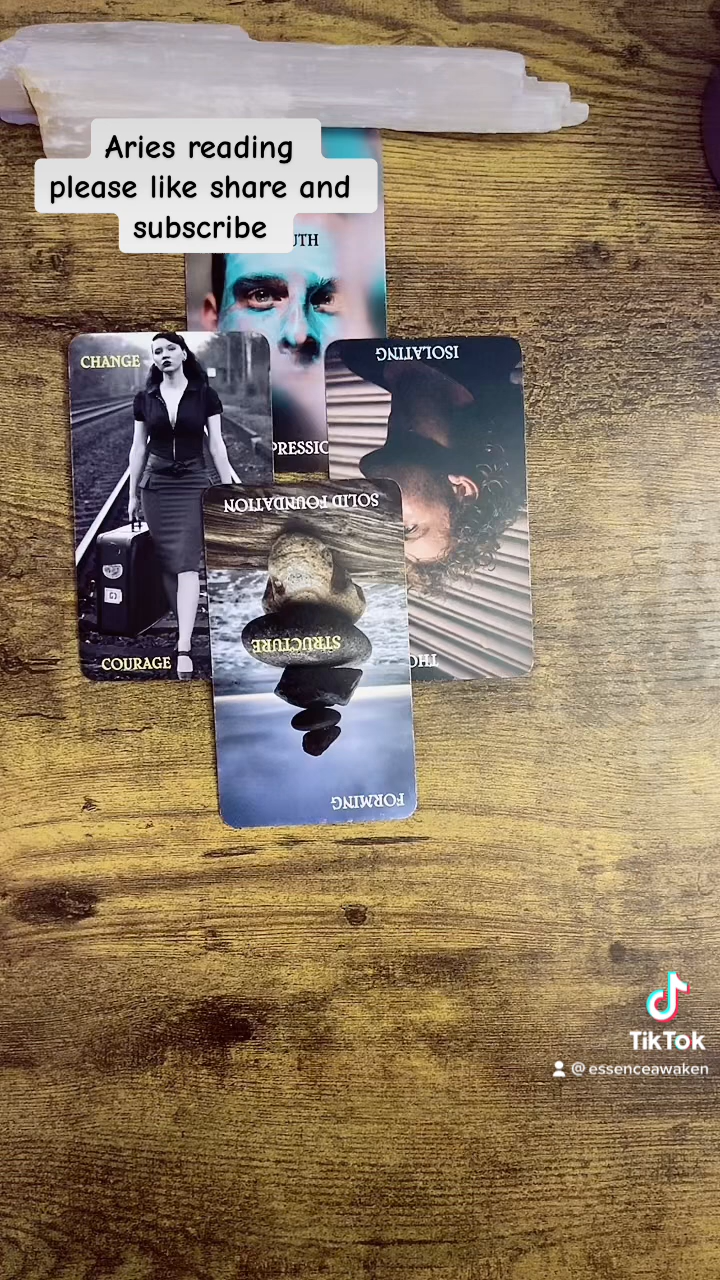 Aries reading
please like share and
subscribe
CHANGE
COURAGE
ISOLATING
SOLID FOUNDATION
STRUCTURE
FORMING
TikTok
@essenceawaken